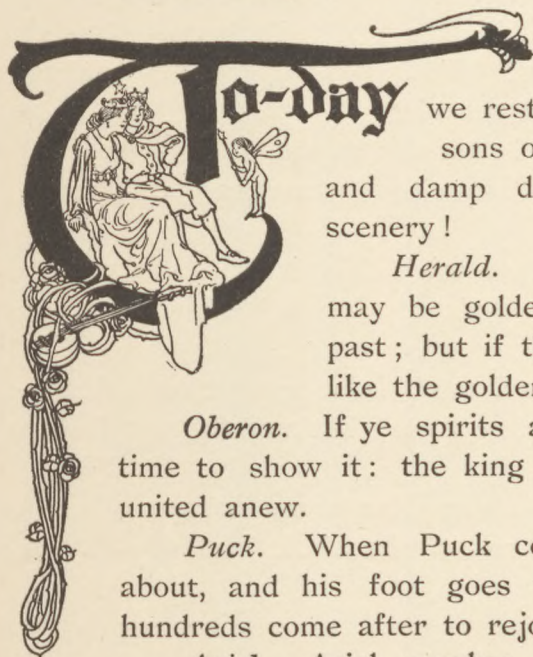 To-day we rest
sons o
and damp d
scenery!
Herald.
may be golde
past; but if t
like the golden
Oberon. If ye spirits a
time to show it: the king
united anew.
Puck. When Puck co
about, and his foot goes
hundreds come after to rejo